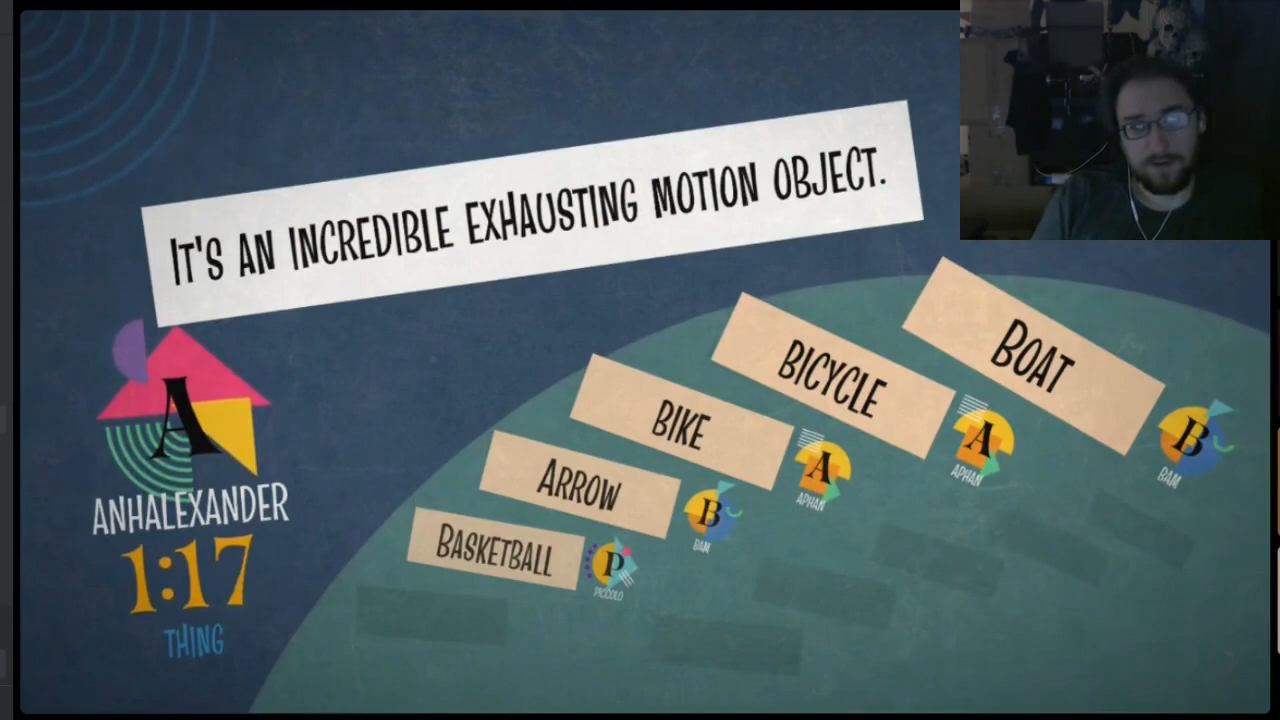 IT'S AN INCREDIBLE EXHAUSTING MOTION OBJECT.
BOAT
B
BAM
BICYCLE
A
APHAN
BIKE
A
APHAN
ARROW
B
BAM
BASKETBALL
P
PICCOLO
A
ANHALEXANDER
1:17
THING